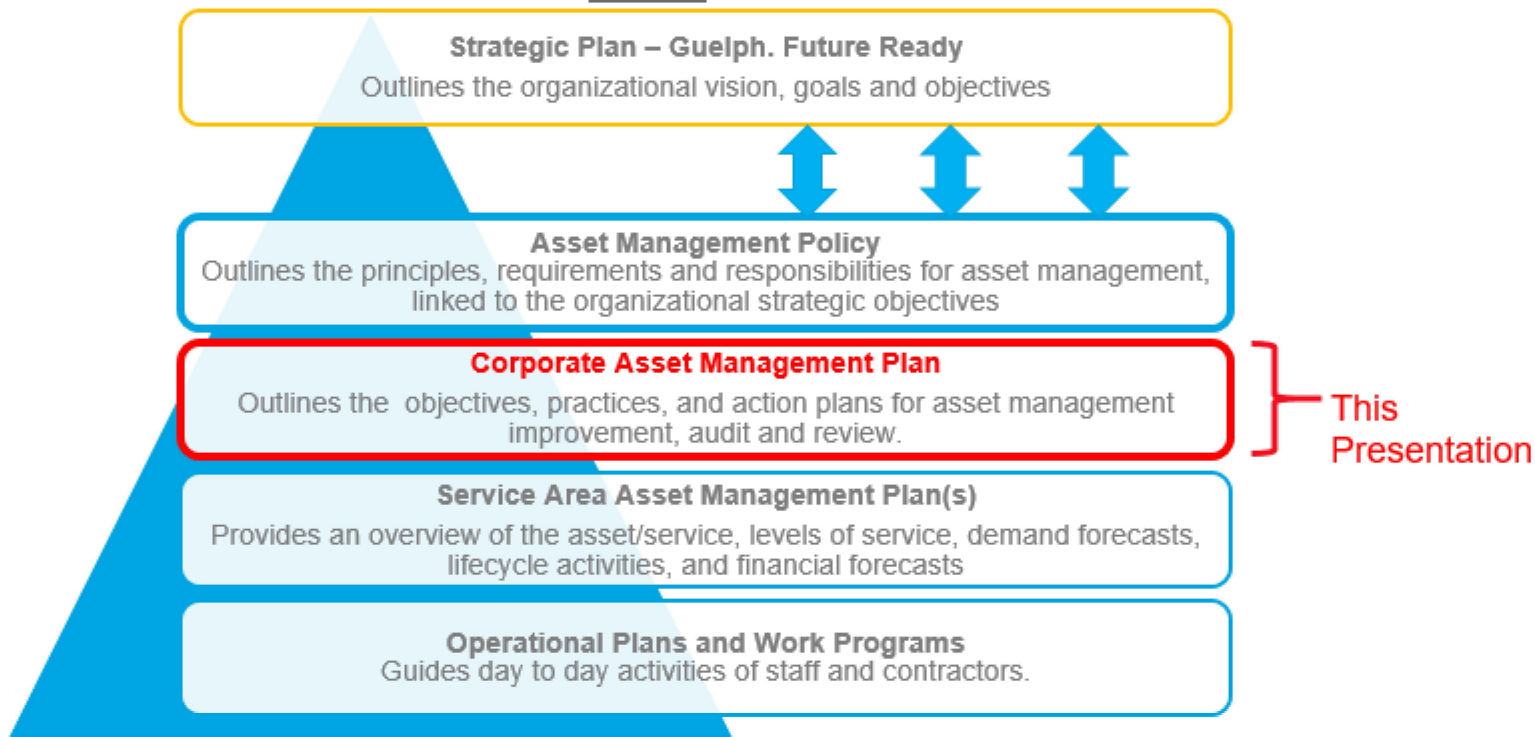 Strategic Plan – Guelph. Future Ready
Outlines the organizational vision, goals and objectives
Asset Management Policy
Outlines the principles, requirements and responsibilities for asset management,
linked to the organizational strategic objectives
Corporate Asset Management Plan
Outlines the  objectives, practices, and action plans for asset management
improvement, audit and review.
This
Presentation
Service Area Asset Management Plan(s)
Provides an overview of the asset/service, levels of service, demand forecasts,
lifecycle activities, and financial forecasts
Operational Plans and Work Programs
Guides day to day activities of staff and contractors.